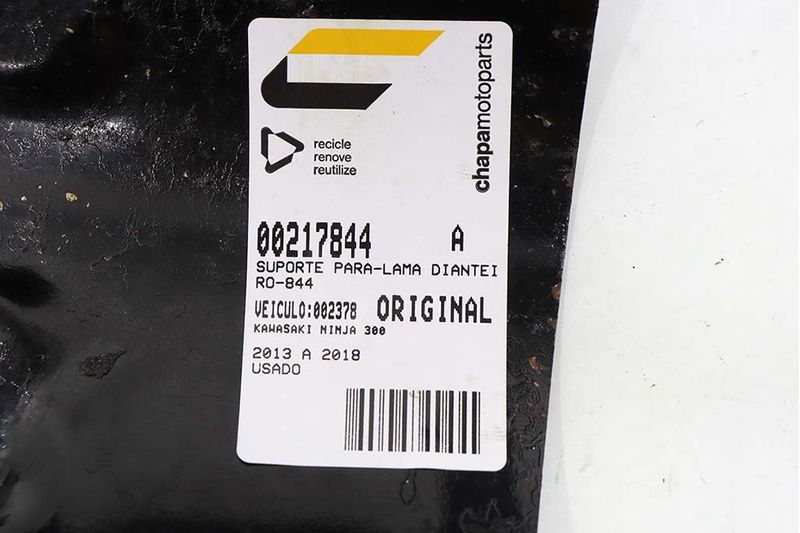 chapamotoparts
recicle
renove
reutilize
00217844 A
SUPORTE PARA-LAMA DIANTEI
RO-844
VEICULO:002378 ORIGINAL
KAWASAKI NINJA 300
2013 A 2018
USADO